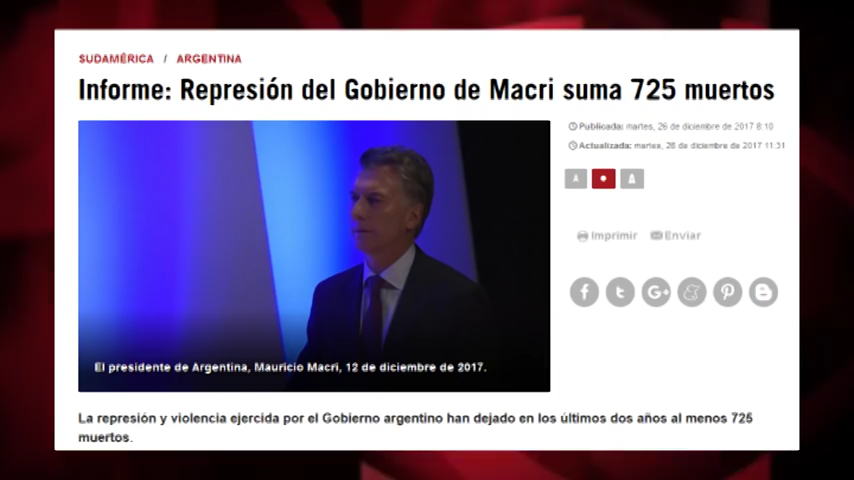 SUDAMÉRICA / ARGENTINA
Informe: Represión del Gobierno de Macri suma 725 muertos
Publicada: martes, 26 de diciembre de 2017 8:10
Actualizada: martes, 26 de diciembre de 2017 11:31
A A
Imprimir Enviar
El presidente de Argentina, Mauricio Macri, 12 de diciembre de 2017.
La represión y violencia ejercida por el Gobierno argentino han dejado en los últimos dos años al menos 725
muertos.